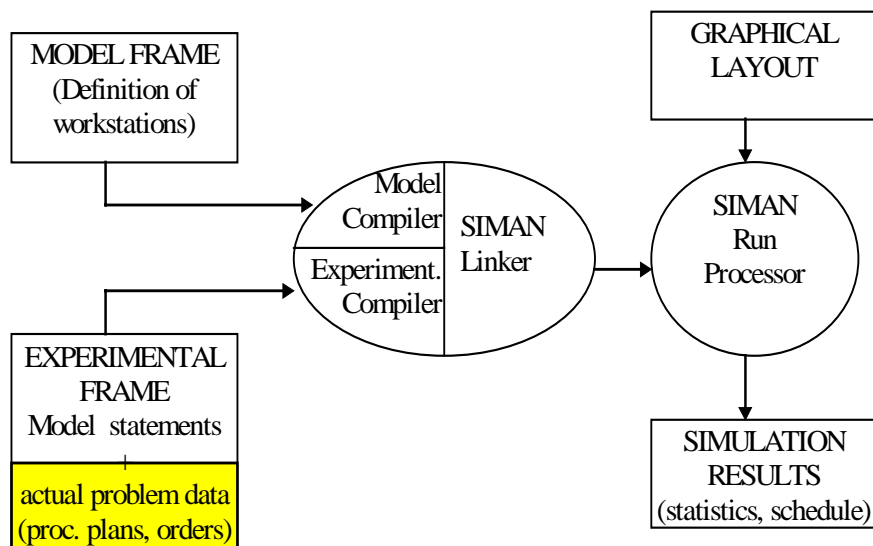 MODEL FRAME
(Definition of
workstations)
GRAPHICAL
LAYOUT
Model
Compiler
SIMAN
Linker
Experiment.
Compiler
SIMAN
Run
Processor
EXPERIMENTAL
FRAME
Model statements
+
actual problem data
(proc. plans, orders)
SIMULATION
RESULTS
(statistics, schedule)